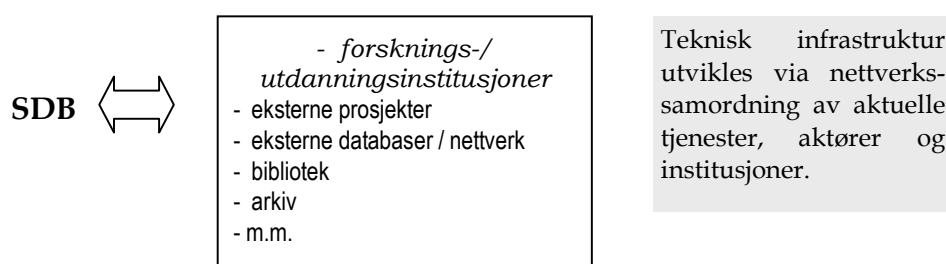 SDB
- forsknings-/
utdanningsinstitusjoner
- eksterne prosjekter
- eksterne databaser / nettverk
- bibliotek
- arkiv
- m.m.
Teknisk infrastruktur
utvikles via nettverks-
samordning av aktuelle
tjenester, aktører og
institusjoner.